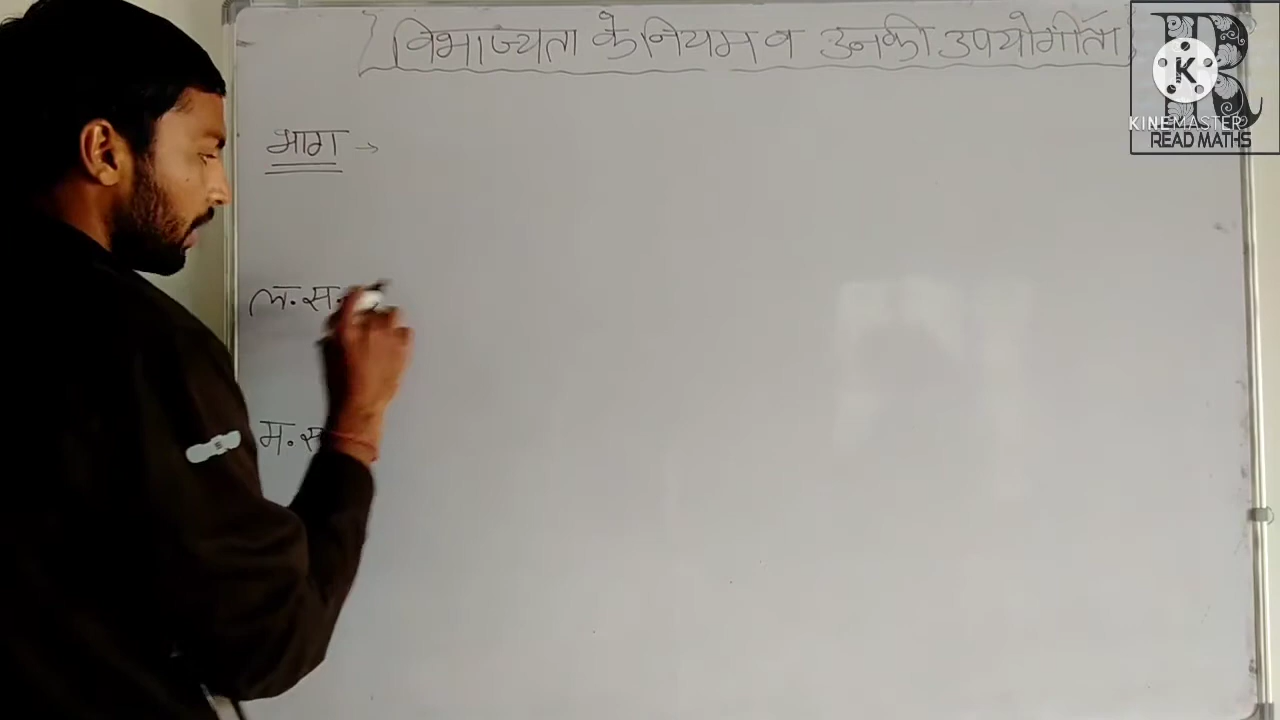 विभाज्यता के नियम व उनकी उपयोगीता
K
KINEMASTER
READ MATHS
भाग →
ल. स.
म. स